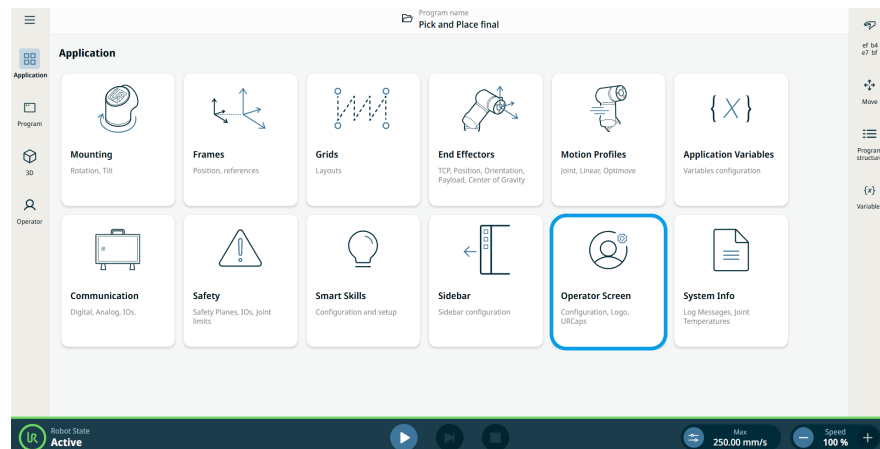 Program name
Pick and Place final
Application
Application
Program
3D
Operator
Mounting
Rotation, Tilt
Frames
Position, references
Grids
Layouts
End Effectors
TCP, Position, Orientation,
Payload, Center of Gravity
Motion Profiles
Joint, Linear, Optimove
Application Variables
Variables configuration
Communication
Digital, Analog, IOs.
Safety
Safety Planes, IOs, Joint
limits
Smart Skills
Configuration and setup
Sidebar
Sidebar configuration
Operator Screen
Configuration, Logo,
URCaps
System Info
Log Messages, Joint
Temperatures
ef b4
e7 bf
Move
Program
structure
{x}
Variable
UR
Robot State
Active
Max
250.00 mm/s
Speed
100 %